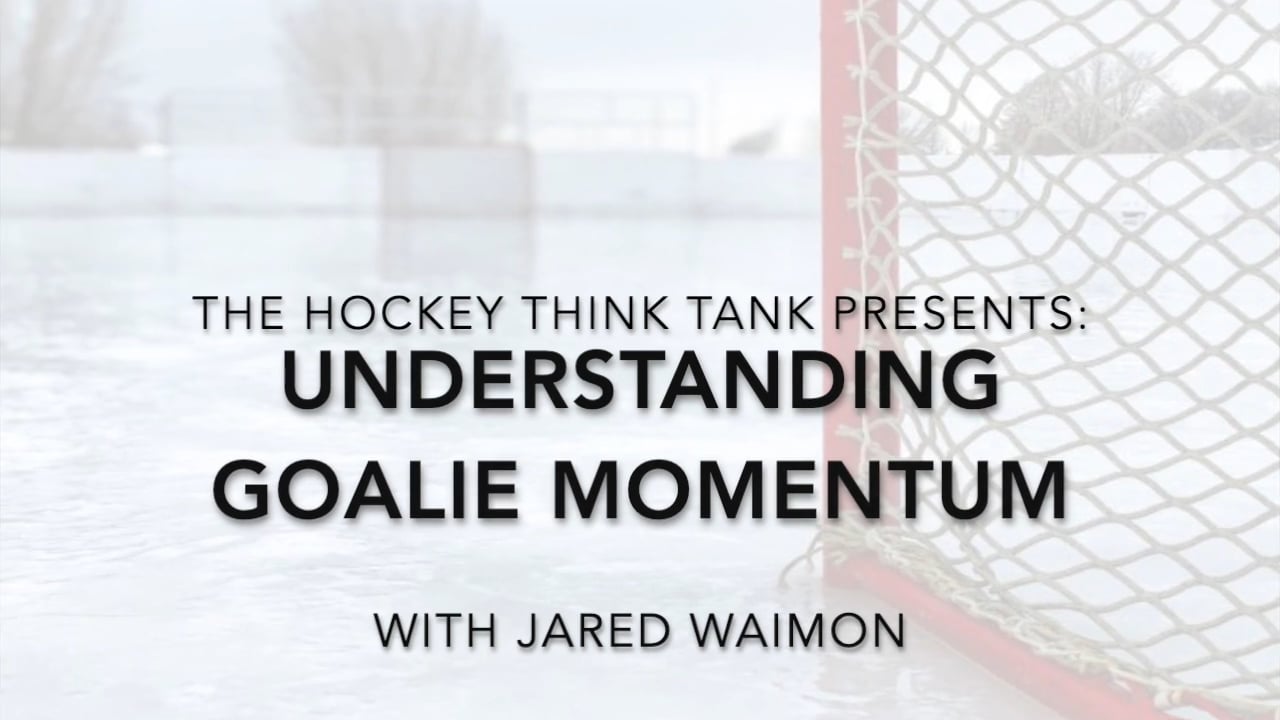 THE HOCKEY THINK TANK PRESENTS:
UNDERSTANDING
GOALIE MOMENTUM
WITH JARED WAIMON